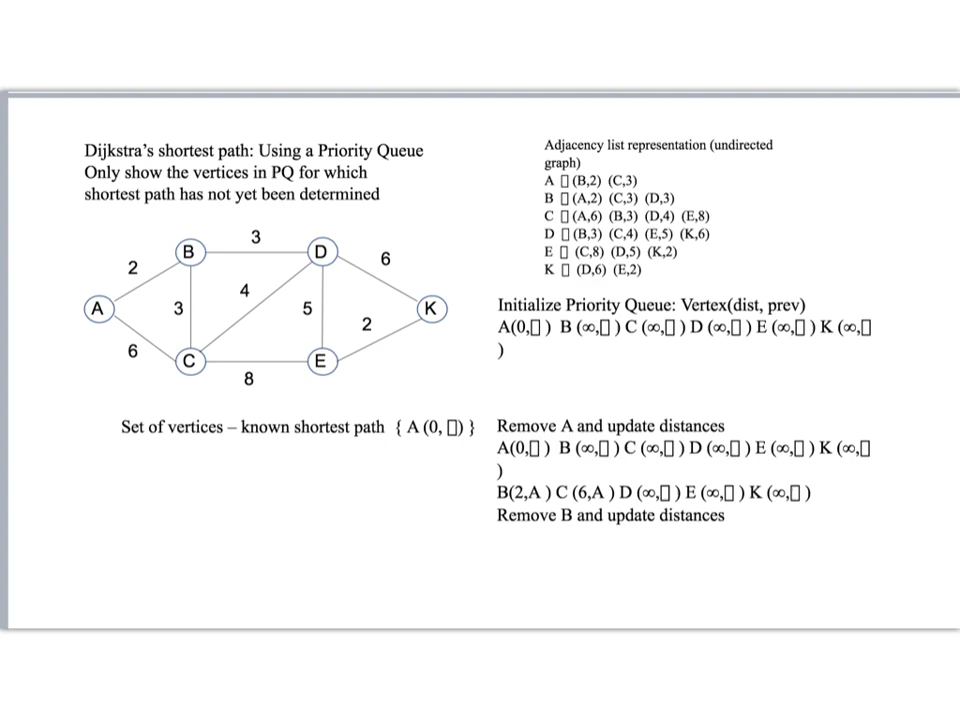 Dijkstra’s shortest path: Using a Priority Queue
Only show the vertices in PQ for which
shortest path has not yet been determined
Adjacency list representation (undirected
graph)
A ▯ (B,2) (C,3)
B ▯ (A,2) (C,3) (D,3)
C ▯ (A,6) (B,3) (D,4) (E,8)
D ▯ (B,3) (C,4) (E,5) (K,6)
E ▯ (C,8) (D,5) (K,2)
K ▯ (D,6) (E,2)
3
B
D
6
2
4
A
3
5
K
2
6
C
E
8
Initialize Priority Queue: Vertex(dist, prev)
A(0,▯ ) B (∞,▯ ) C (∞,▯ ) D (∞,▯ ) E (∞,▯ ) K (∞,▯
)
Set of vertices – known shortest path { A (0, ▯) }
Remove A and update distances
A(0,▯ ) B (∞,▯ ) C (∞,▯ ) D (∞,▯ ) E (∞,▯ ) K (∞,▯
)
B(2,A ) C (6,A ) D (∞,▯ ) E (∞,▯ ) K (∞,▯ )
Remove B and update distances